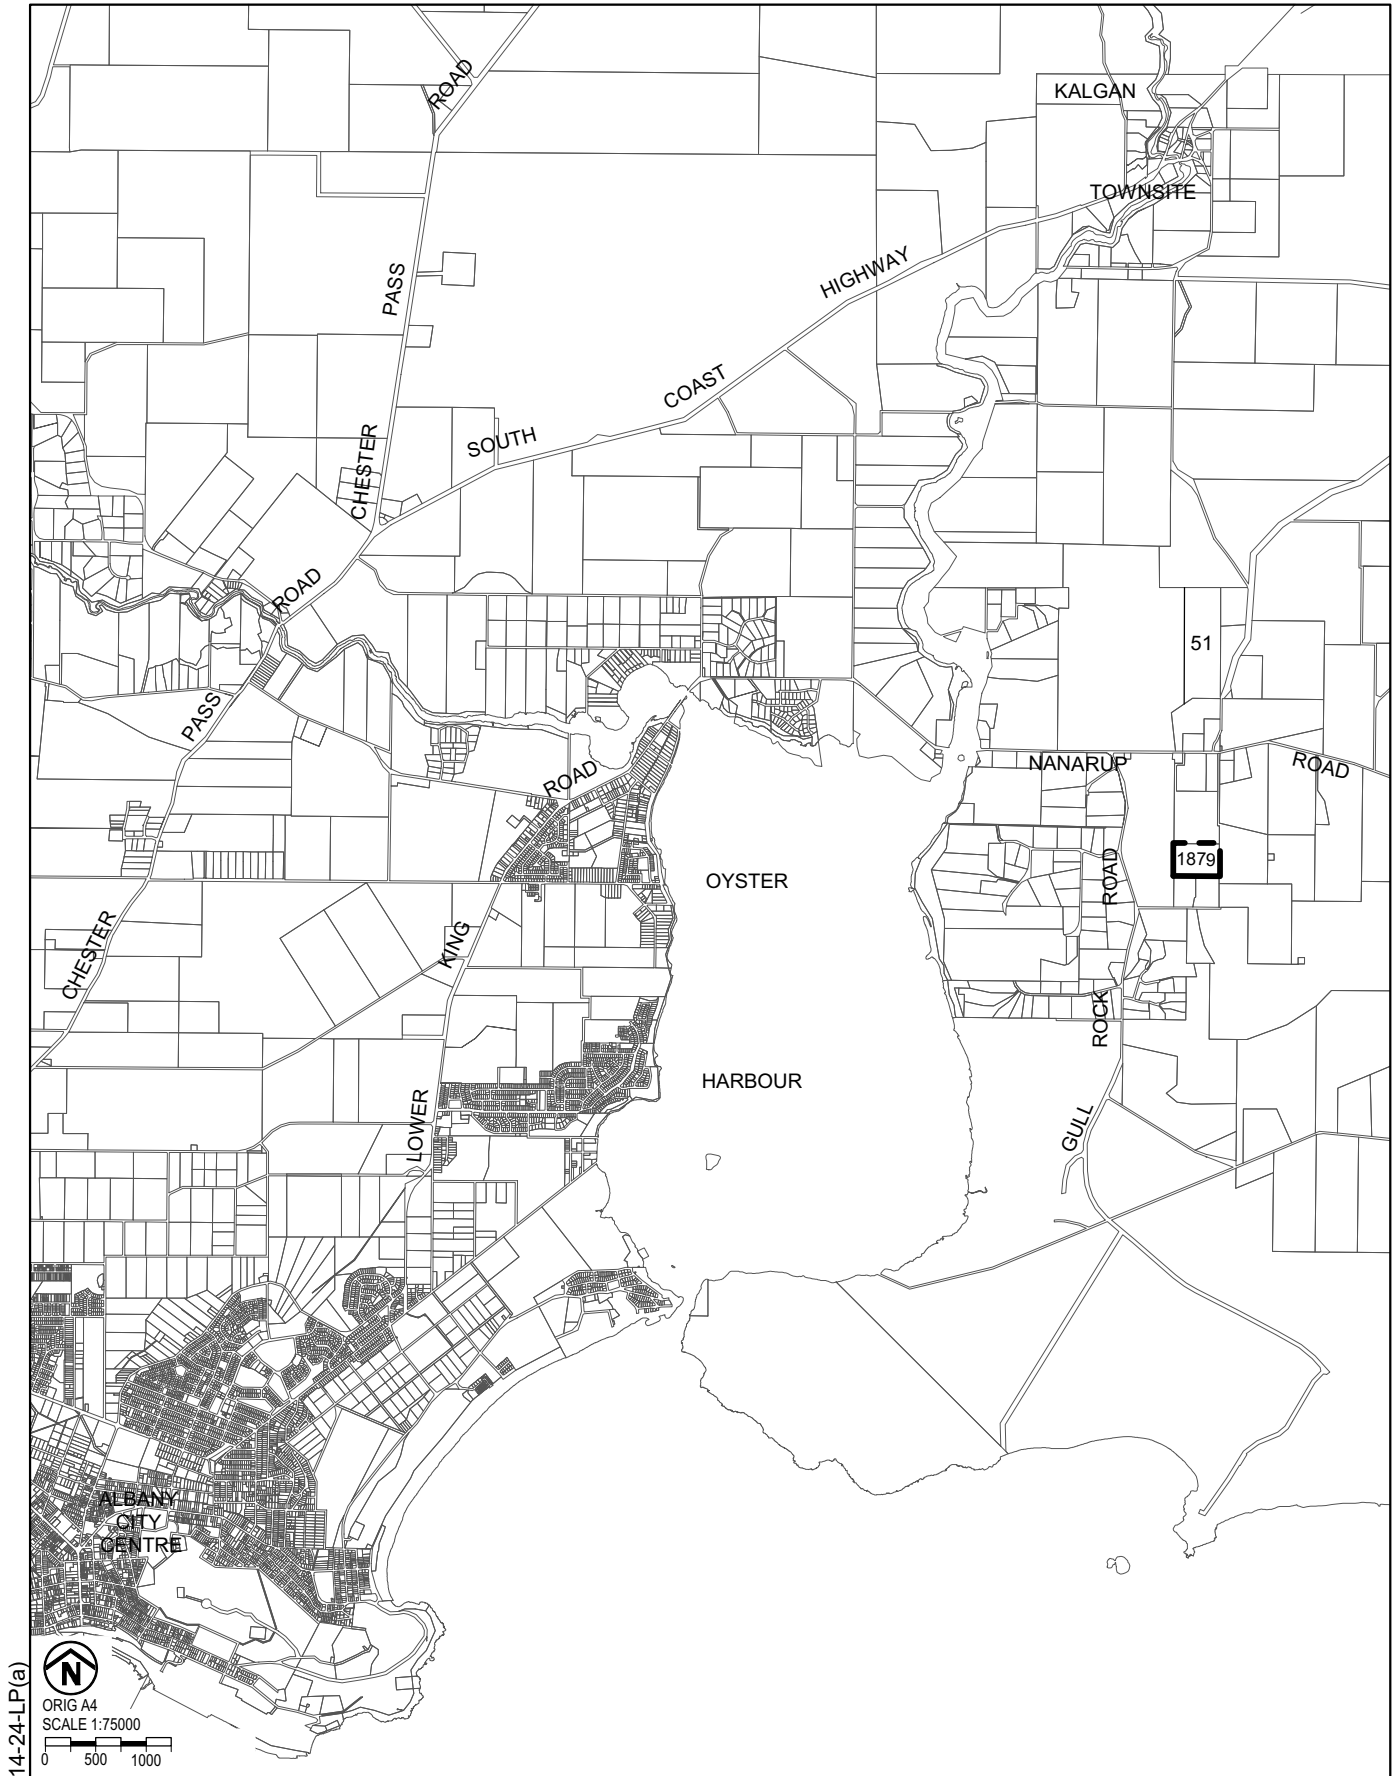 KALGAN
ROAD
TOWNSITE
HIGHWAY
PASS
COAST
SOUTH
CHESTER
ROAD
51
PASS
NANARUP
ROAD
ROAD
1879
ROAD
OYSTER
KING
CHESTER
ROCK
HARBOUR
LOWER
GULL
ALBANY
CITY
CENTRE
N
ORIG A4
SCALE 1:75000
0 500 1000
14-24-LP(a)